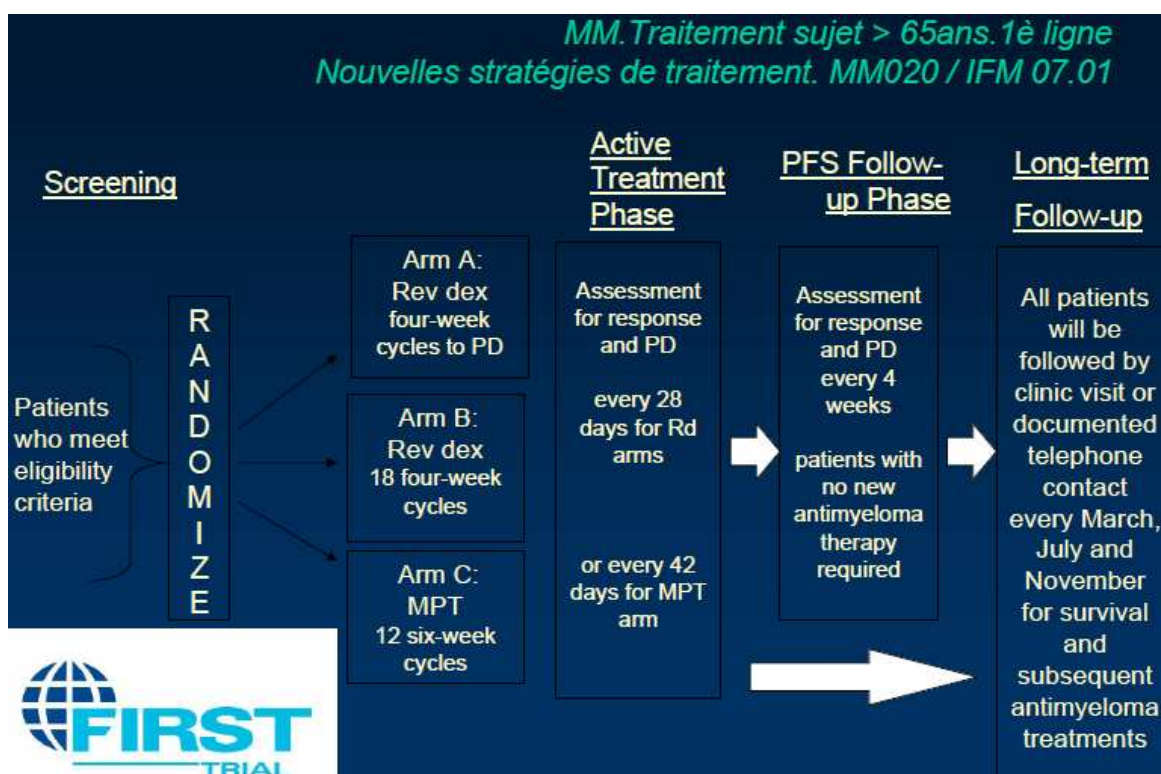 MM.Traitement sujet > 65ans.1è ligne
Nouvelles stratégies de traitement. MM020 / IFM 07.01
Screening
Patients
who meet
eligibility
criteria
R
A
N
D
O
M
I
Z
E
Arm A:
Rev dex
four-week
cycles to PD
Arm B:
Rev dex
18 four-week
cycles
Arm C:
MPT
12 six-week
cycles
Active
Treatment
Phase
Assessment
for response
and PD
every 28
days for Rd
arms
or every 42
days for MPT
arm
PFS Follow-
up Phase
Assessment
for response
and PD
every 4
weeks
patients with
no new
antimyeloma
therapy
required
Long-term
Follow-up
All patients
will be
followed by
clinic visit or
documented
telephone
contact
every March,
July and
November
for survival
and
subsequent
antimyeloma
treatments
FIRST
TRIAL